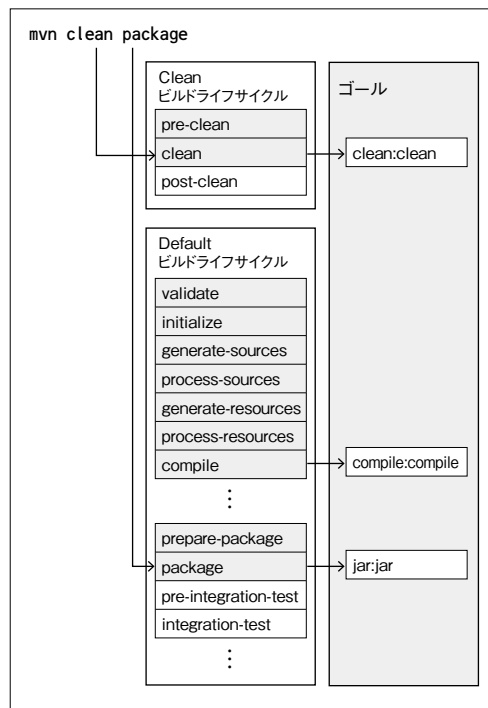 mvn clean package
Clean
ビルドライフサイクル
pre-clean
clean
post-clean
ゴール
clean:clean
Default
ビルドライフサイクル
validate
initialize
generate-sources
process-sources
generate-resources
process-resources
compile
compile:compile
prepare-package
package
jar:jar
pre-integration-test
integration-test